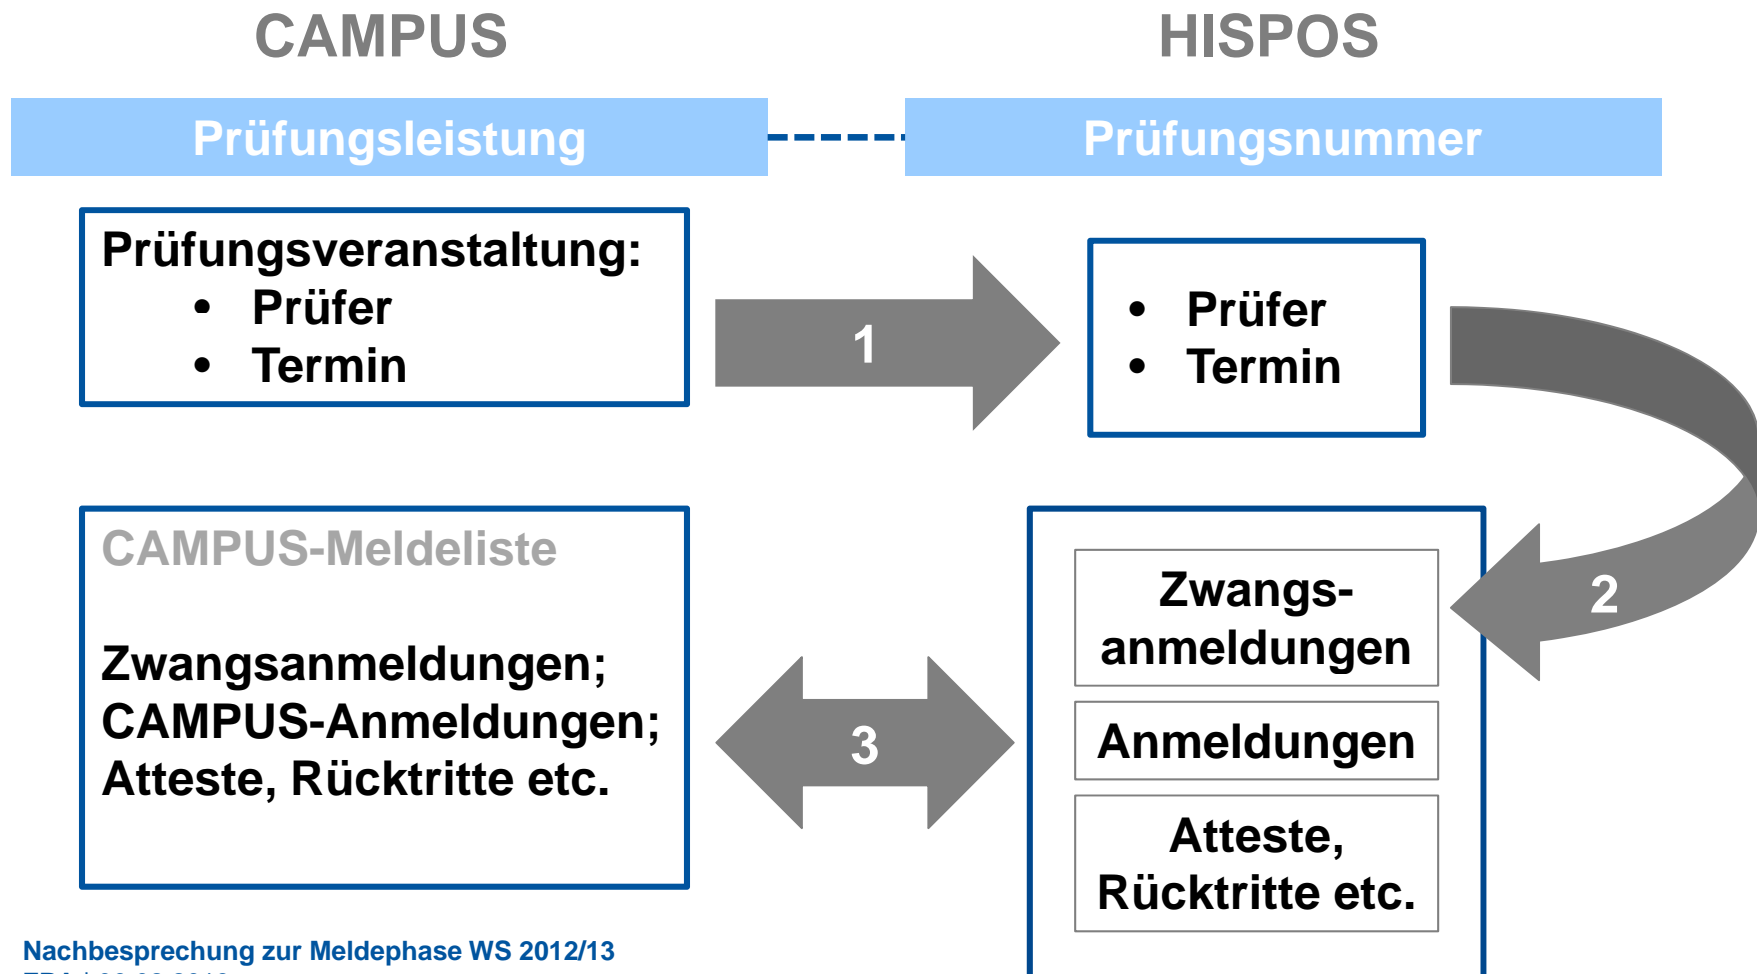 CAMPUS
HISPOS
Prüfungsleistung
Prüfungsnummer
Prüfungsveranstaltung:
• Prüfer
• Termin
1
• Prüfer
• Termin
2
CAMPUS-Meldeliste
Zwangsanmeldungen;
CAMPUS-Anmeldungen;
Atteste, Rücktritte etc.
3
Zwangs-
anmeldungen
Anmeldungen
Atteste,
Rücktritte etc.
Nachbesprechung zur Meldephase WS 2012/13